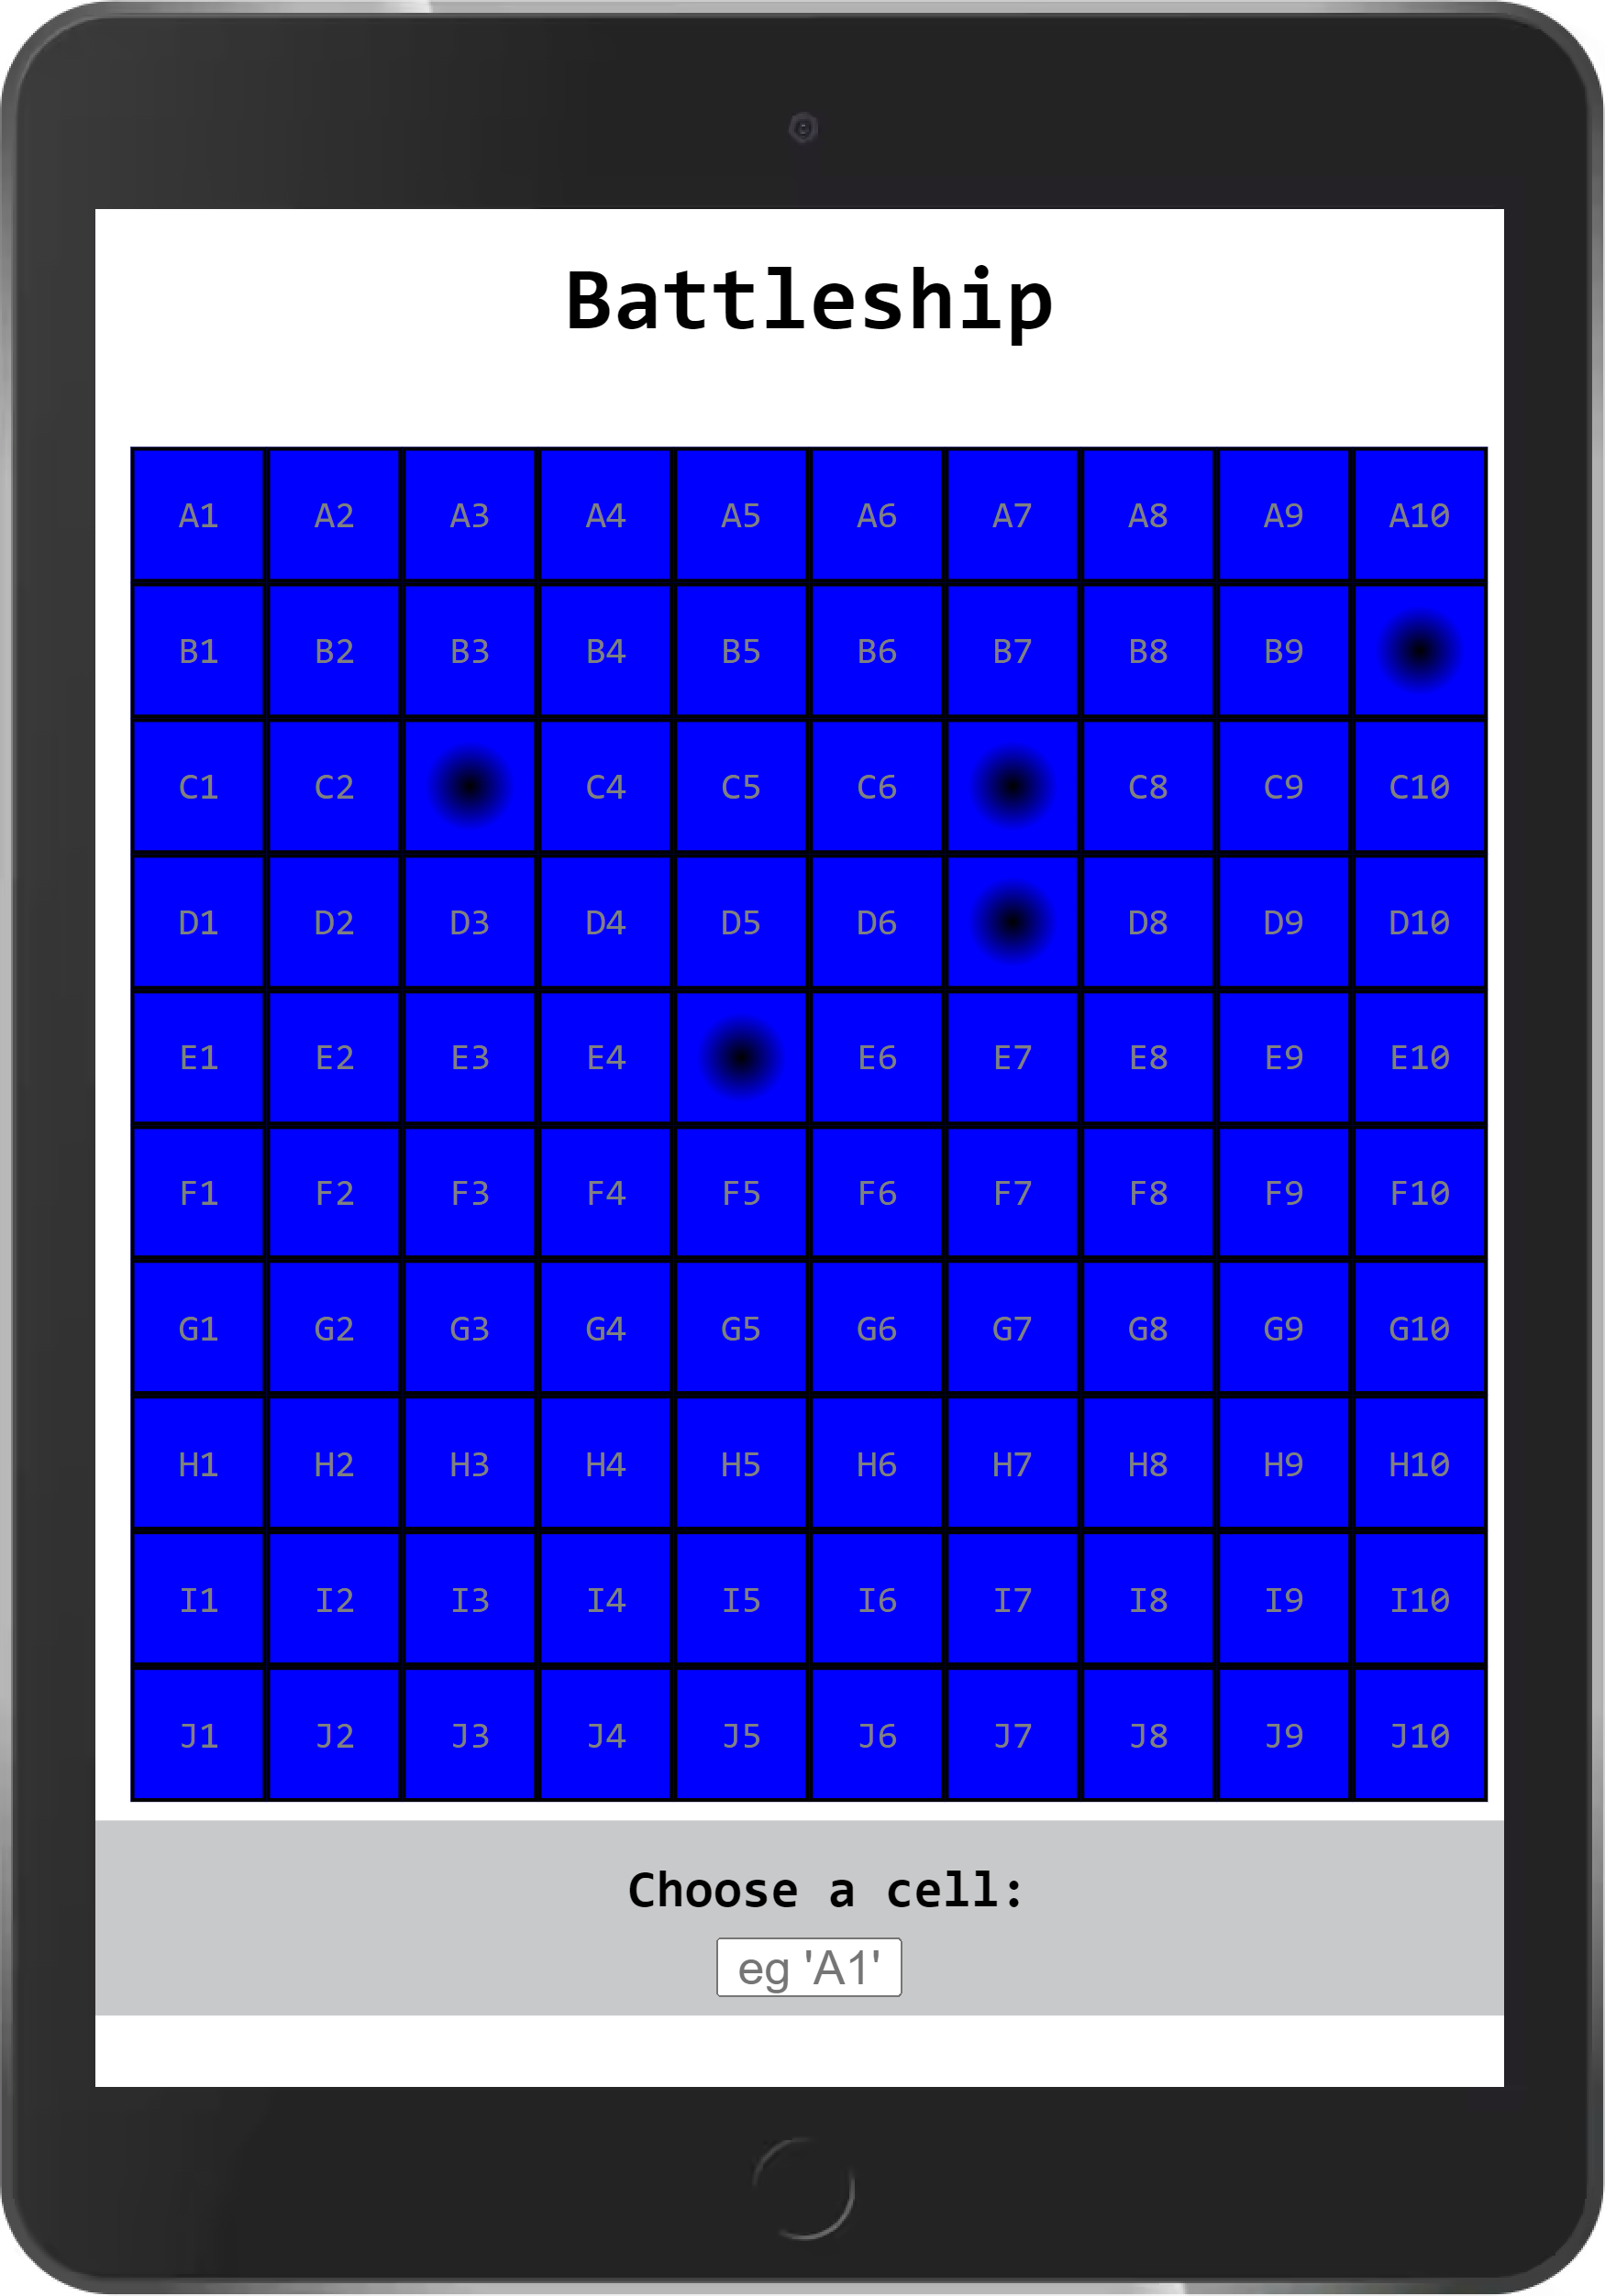 Battleship
A1 A2 A3 A4 A5 A6 A7 A8 A9 A10
B1 B2 B3 B4 B5 B6 B7 B8 B9
C1 C2 C4 C5 C6 C8 C9 C10
D1 D2 D3 D4 D5 D6 D8 D9 D10
E1 E2 E3 E4 E6 E7 E8 E9 E10
F1 F2 F3 F4 F5 F6 F7 F8 F9 F10
G1 G2 G3 G4 G5 G6 G7 G8 G9 G10
H1 H2 H3 H4 H5 H6 H7 H8 H9 H10
I1 I2 I3 I4 I5 I6 I7 I8 I9 I10
J1 J2 J3 J4 J5 J6 J7 J8 J9 J10
Choose a cell:
eg 'A1'